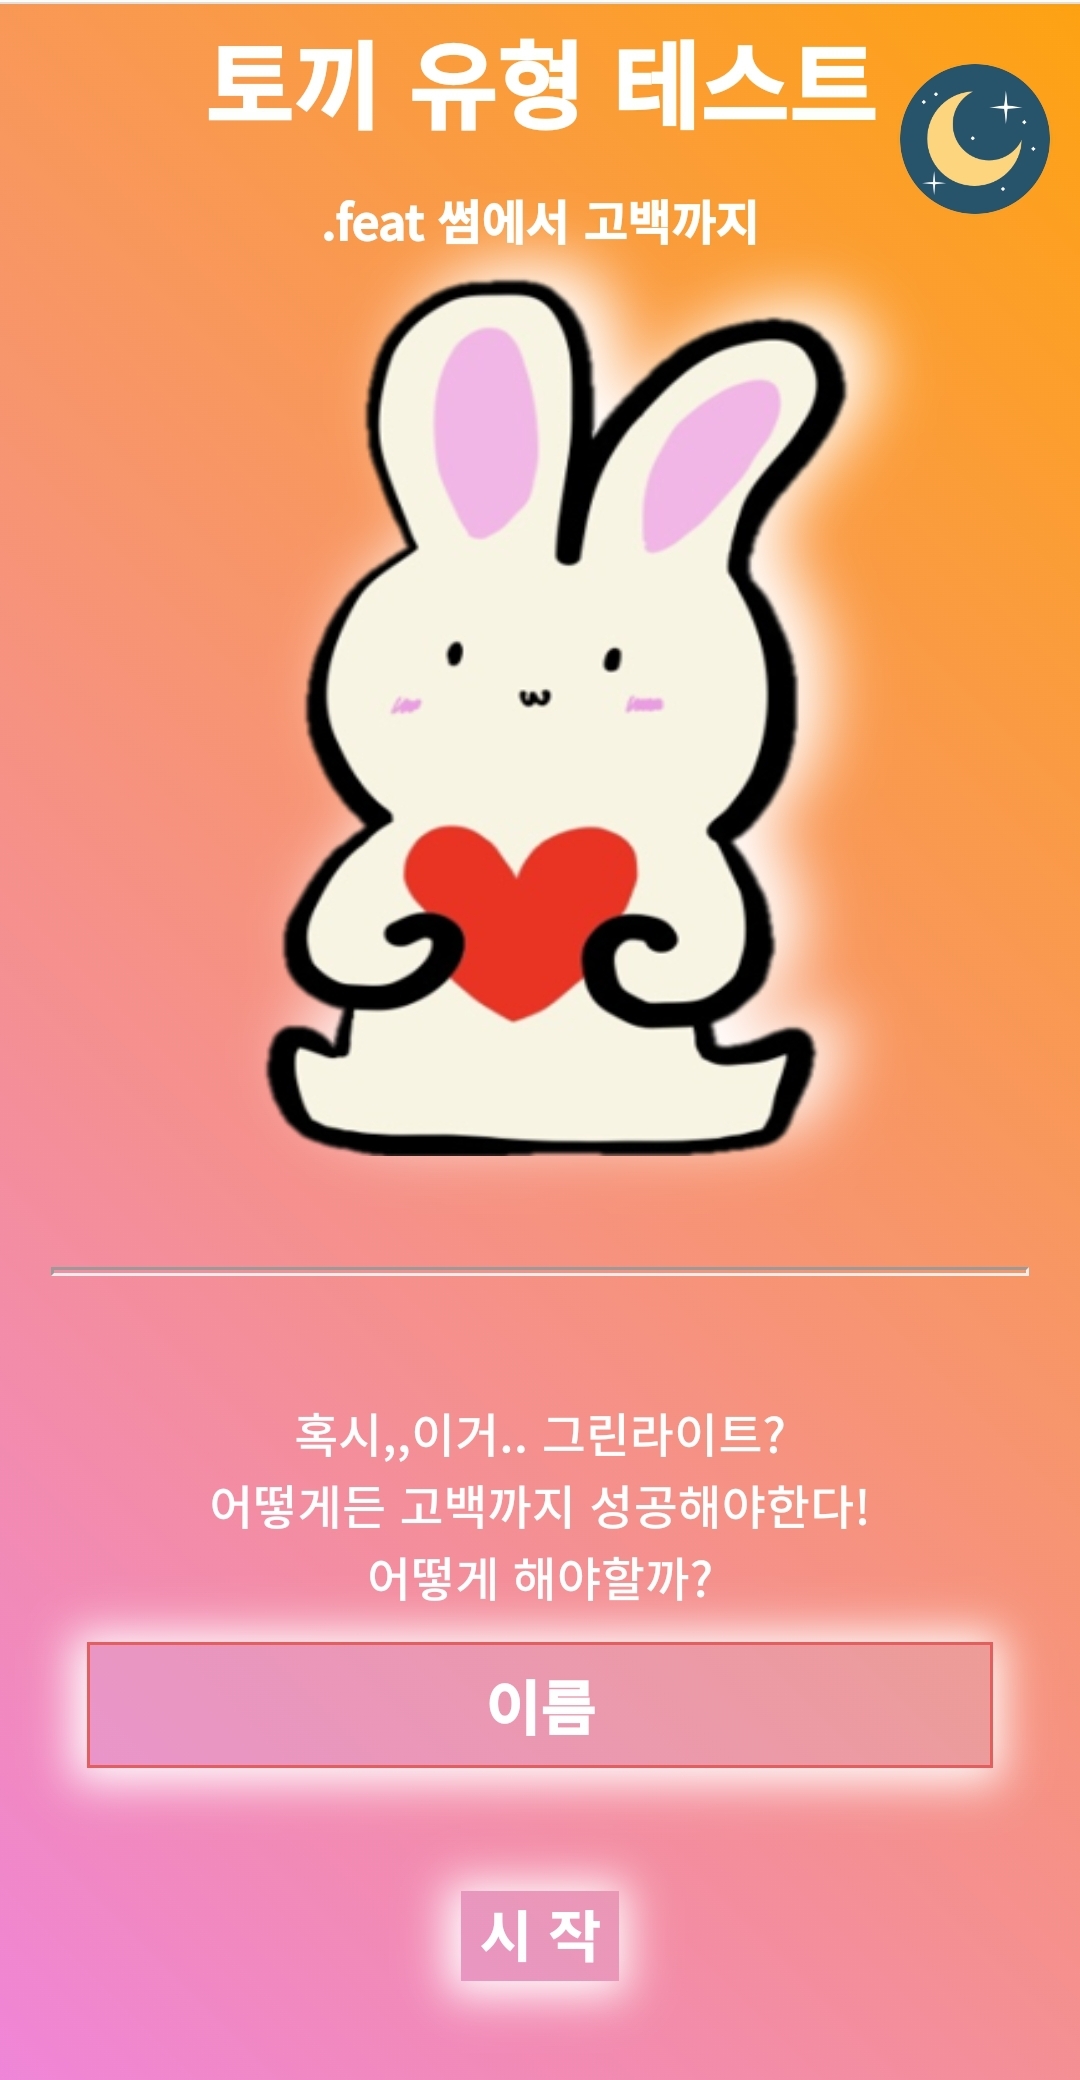 토끼 유형 테스트
.feat 썸에서 고백까지
혹시,,이거.. 그린라이트?
어떻게든 고백까지 성공해야한다!
어떻게 해야할까?
이름
시 작